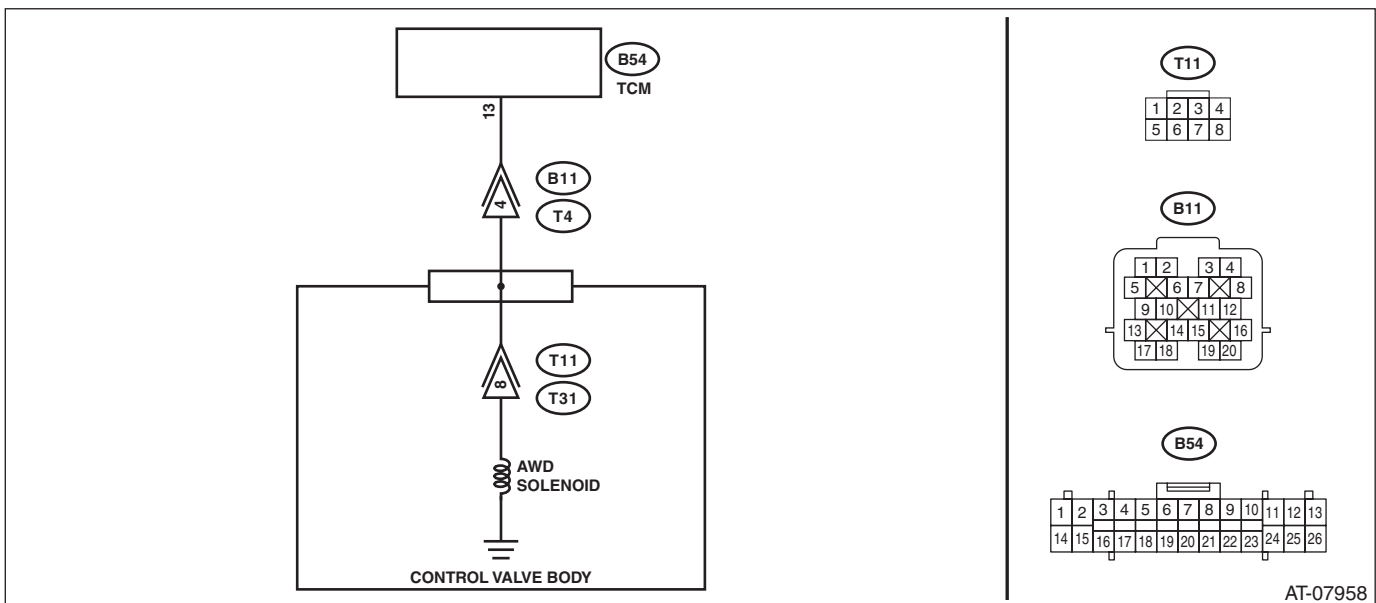 B54
TCM
13
B11
4
T4
T11
8
T31
AWD
SOLENOID
CONTROL VALVE BODY
T11
1 2 3 4
5 6 7 8
B11
1 2 3 4
5 6 7 8
9 10 11 12
13 14 15 16
17 18 19 20
B54
1 2 3 4 5 6 7 8 9 10 11 12 13
14 15 16 17 18 19 20 21 22 23 24 25 26
AT-07958